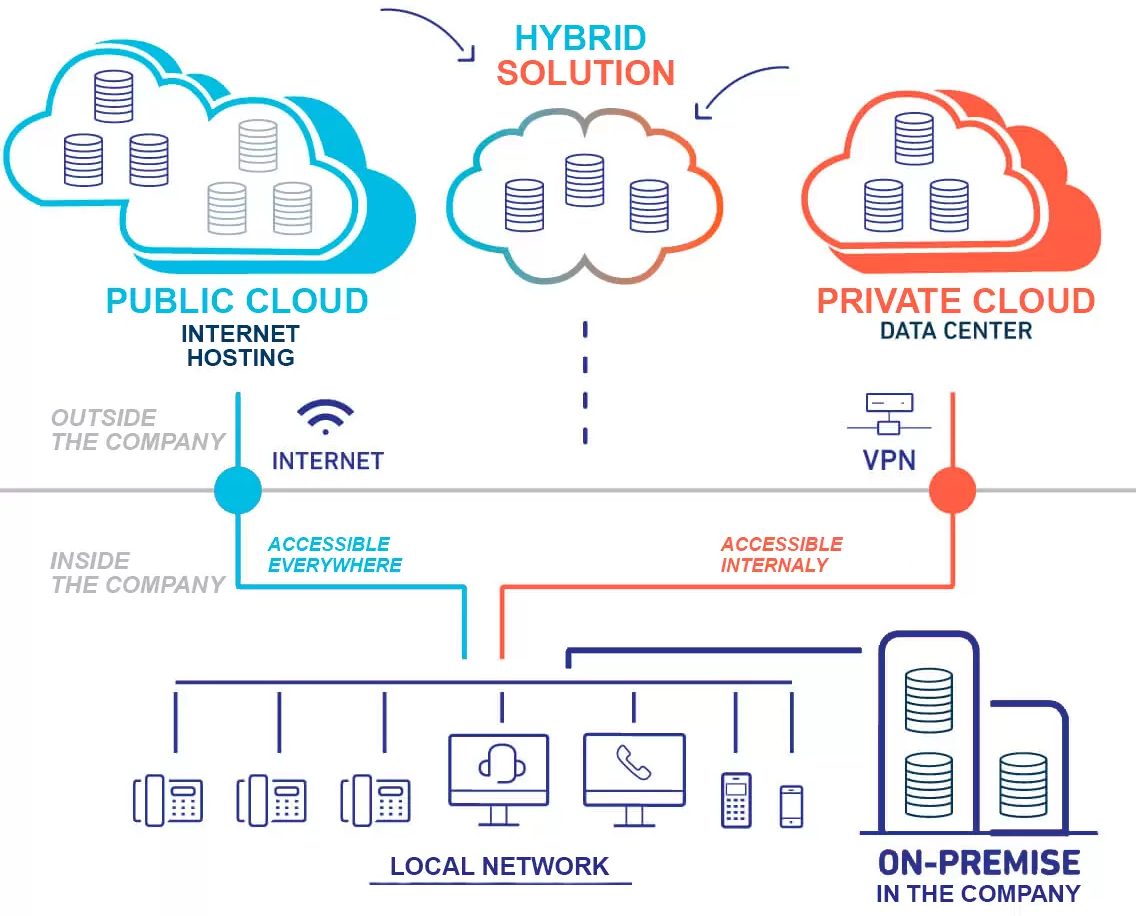 HYBRID
SOLUTION
PUBLIC CLOUD
INTERNET
HOSTING
PRIVATE CLOUD
DATA CENTER
OUTSIDE
THE COMPANY
INTERNET
VPN
INSIDE
THE COMPANY
ACCESSIBLE
EVERYWHERE
ACCESSIBLE
INTERNALY
LOCAL NETWORK
ON-PREMISE
IN THE COMPANY